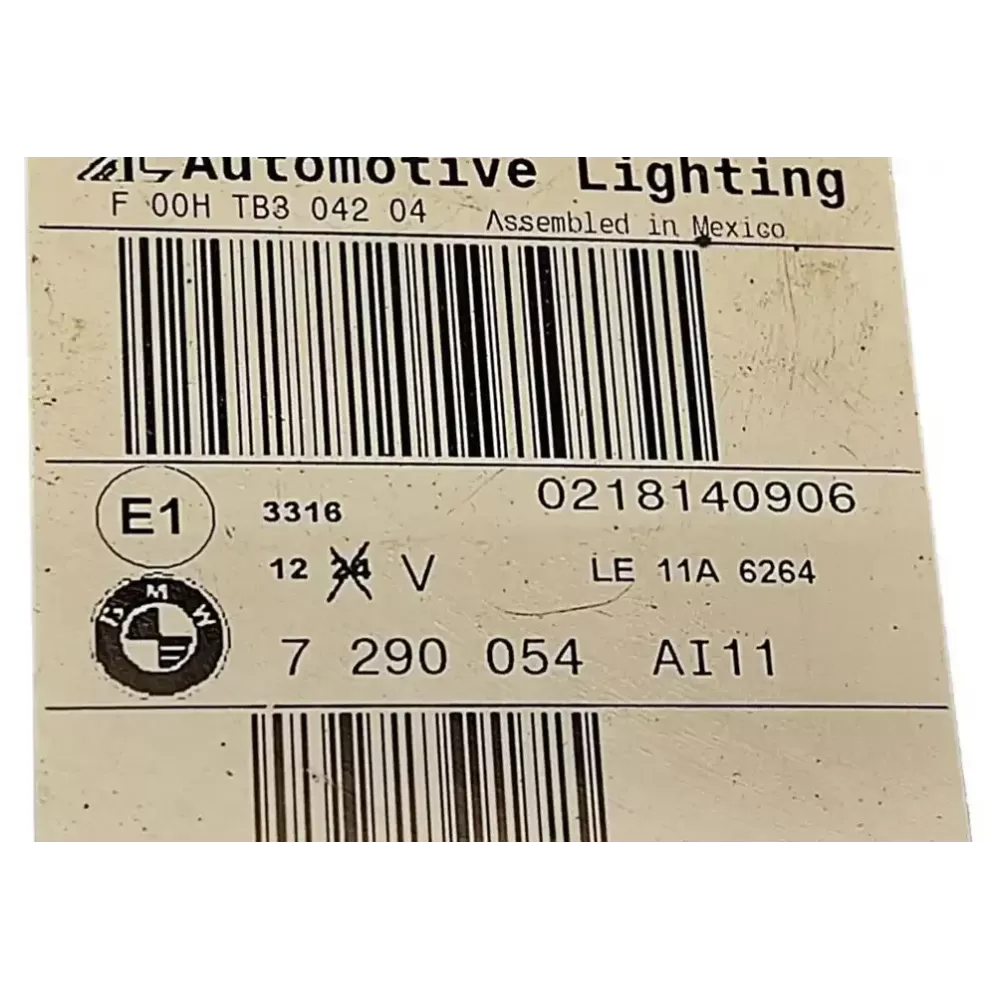 AL Automotive Lighting
F 00H TB3 042 04 Assembled in Mexico
E1 3316 0218140906
12 24 V LE 11A 6264
BMW
7 290 054 AI11